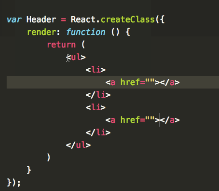 var Header = React.createClass({
    render: function () {
        return (
            <ul>
                <li>
                    <a href=""></a>
                </li>
                <li>
                    <a href=""></a>
                </li>
            </ul>
        )
    }
});